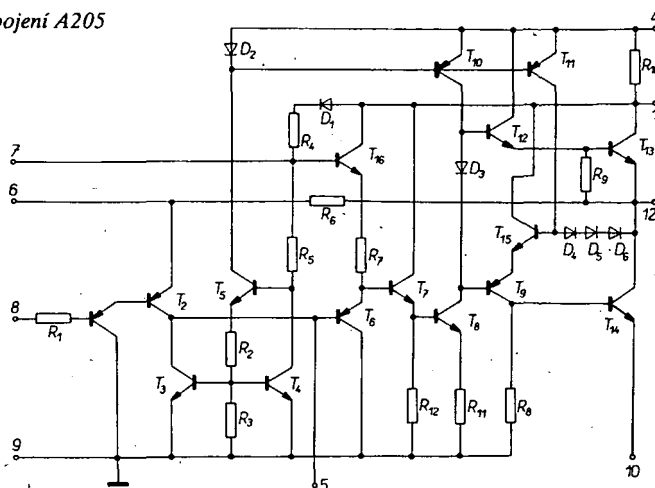 pojení A205
4
D2
T10
T11
R4
D1
T12
T13
7
T16
D3
R9
6
R6
12
T15
D4 D5 D6
R5
R7
T2
T5
T7
T9
8
R1
T6
T8
T14
R2
T3
T4
R3
R12
R11
R8
9
5
10